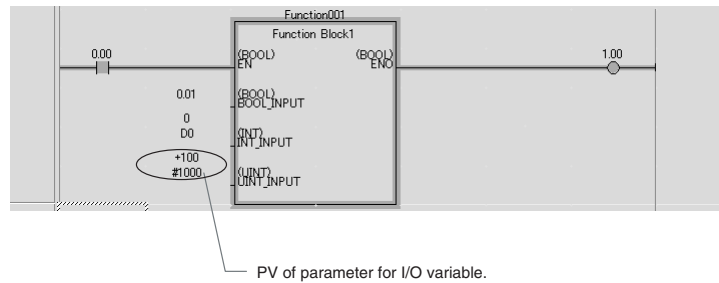 Function001
Function Block1
0.00
(BOOL)
EN
(BOOL)
ENO
1.00
0.01
(BOOL)
BOOL_INPUT
0
D0
(INT)
INT_INPUT
+100
#1000
(UINT)
UINT_INPUT
PV of parameter for I/O variable.